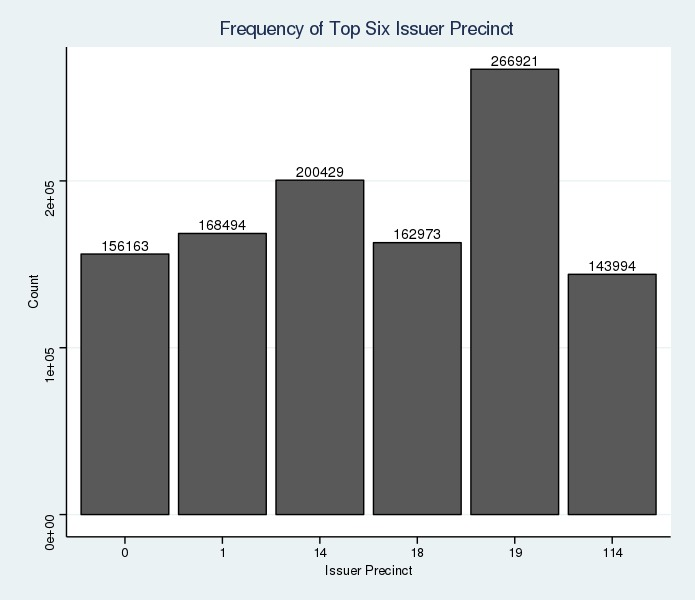 Frequency of Top Six Issuer Precinct
266921
200429
168494
162973
156163
143994
2e+05
1e+05
0e+00
Count
0 1 14 18 19 114
Issuer Precinct